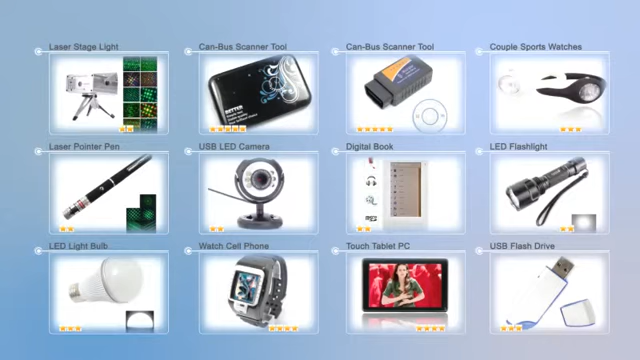 Laser Stage Light
Can-Bus Scanner Tool
Can-Bus Scanner Tool
Couple Sports Watches
Laser Pointer Pen
USB LED Camera
Digital Book
LED Flashlight
LED Light Bulb
Watch Cell Phone
Touch Tablet PC
USB Flash Drive